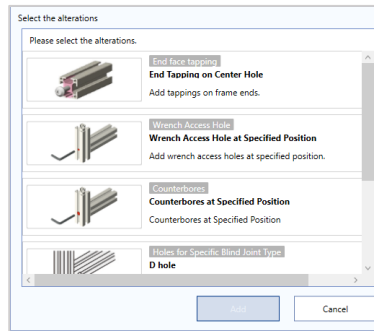 Select the alterations
Please select the alterations.
End face tapping
End Tapping on Center Hole
Add tappings on frame ends.
Wrench Access Hole
Wrench Access Hole at Specified Position
Add wrench access holes at specified position.
Counterbores
Counterbores at Specified Position
Counterbores at Specified Position
Holes for Specific Blind Joint Type
D hole
Add
Cancel